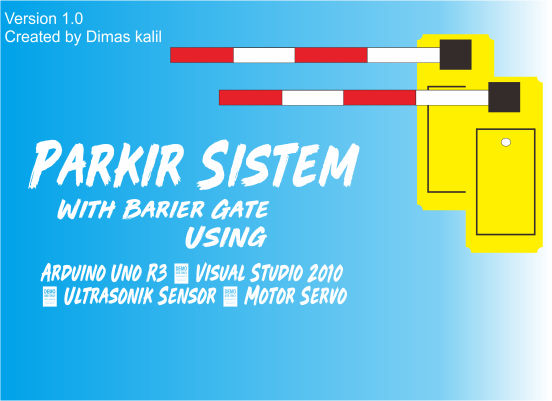 Version 1.0
Created by Dimas kalil
Parkir Sistem
With Barier Gate
Using
Arduino Uno R3 Visual Studio 2010
Ultrasonik Sensor Motor Servo